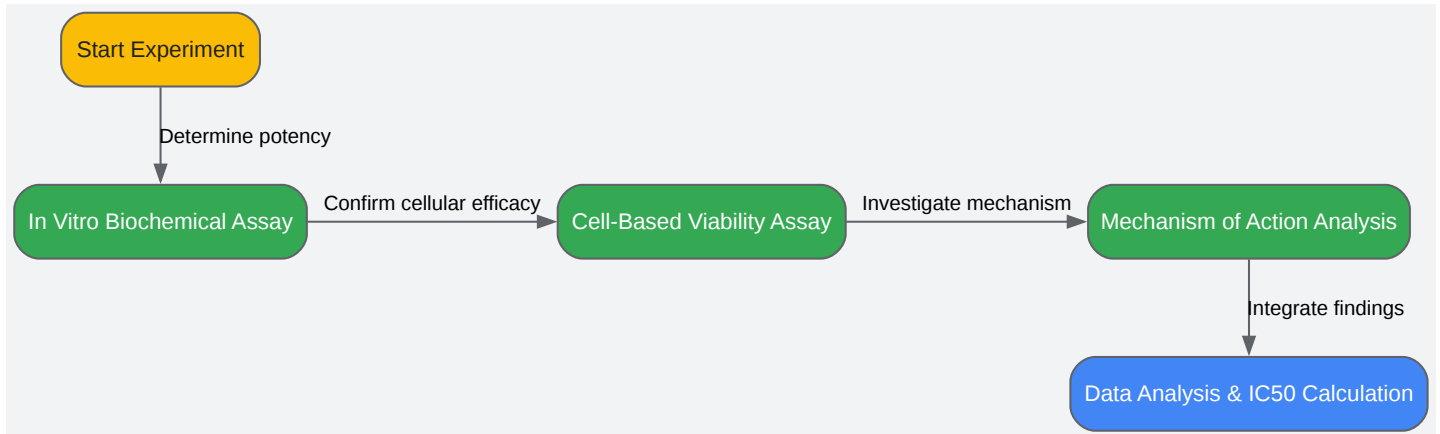 Start Experiment
Determine potency
In Vitro Biochemical Assay
Confirm cellular efficacy
Cell-Based Viability Assay
Investigate mechanism
Mechanism of Action Analysis
Integrate findings
Data Analysis & IC50 Calculation